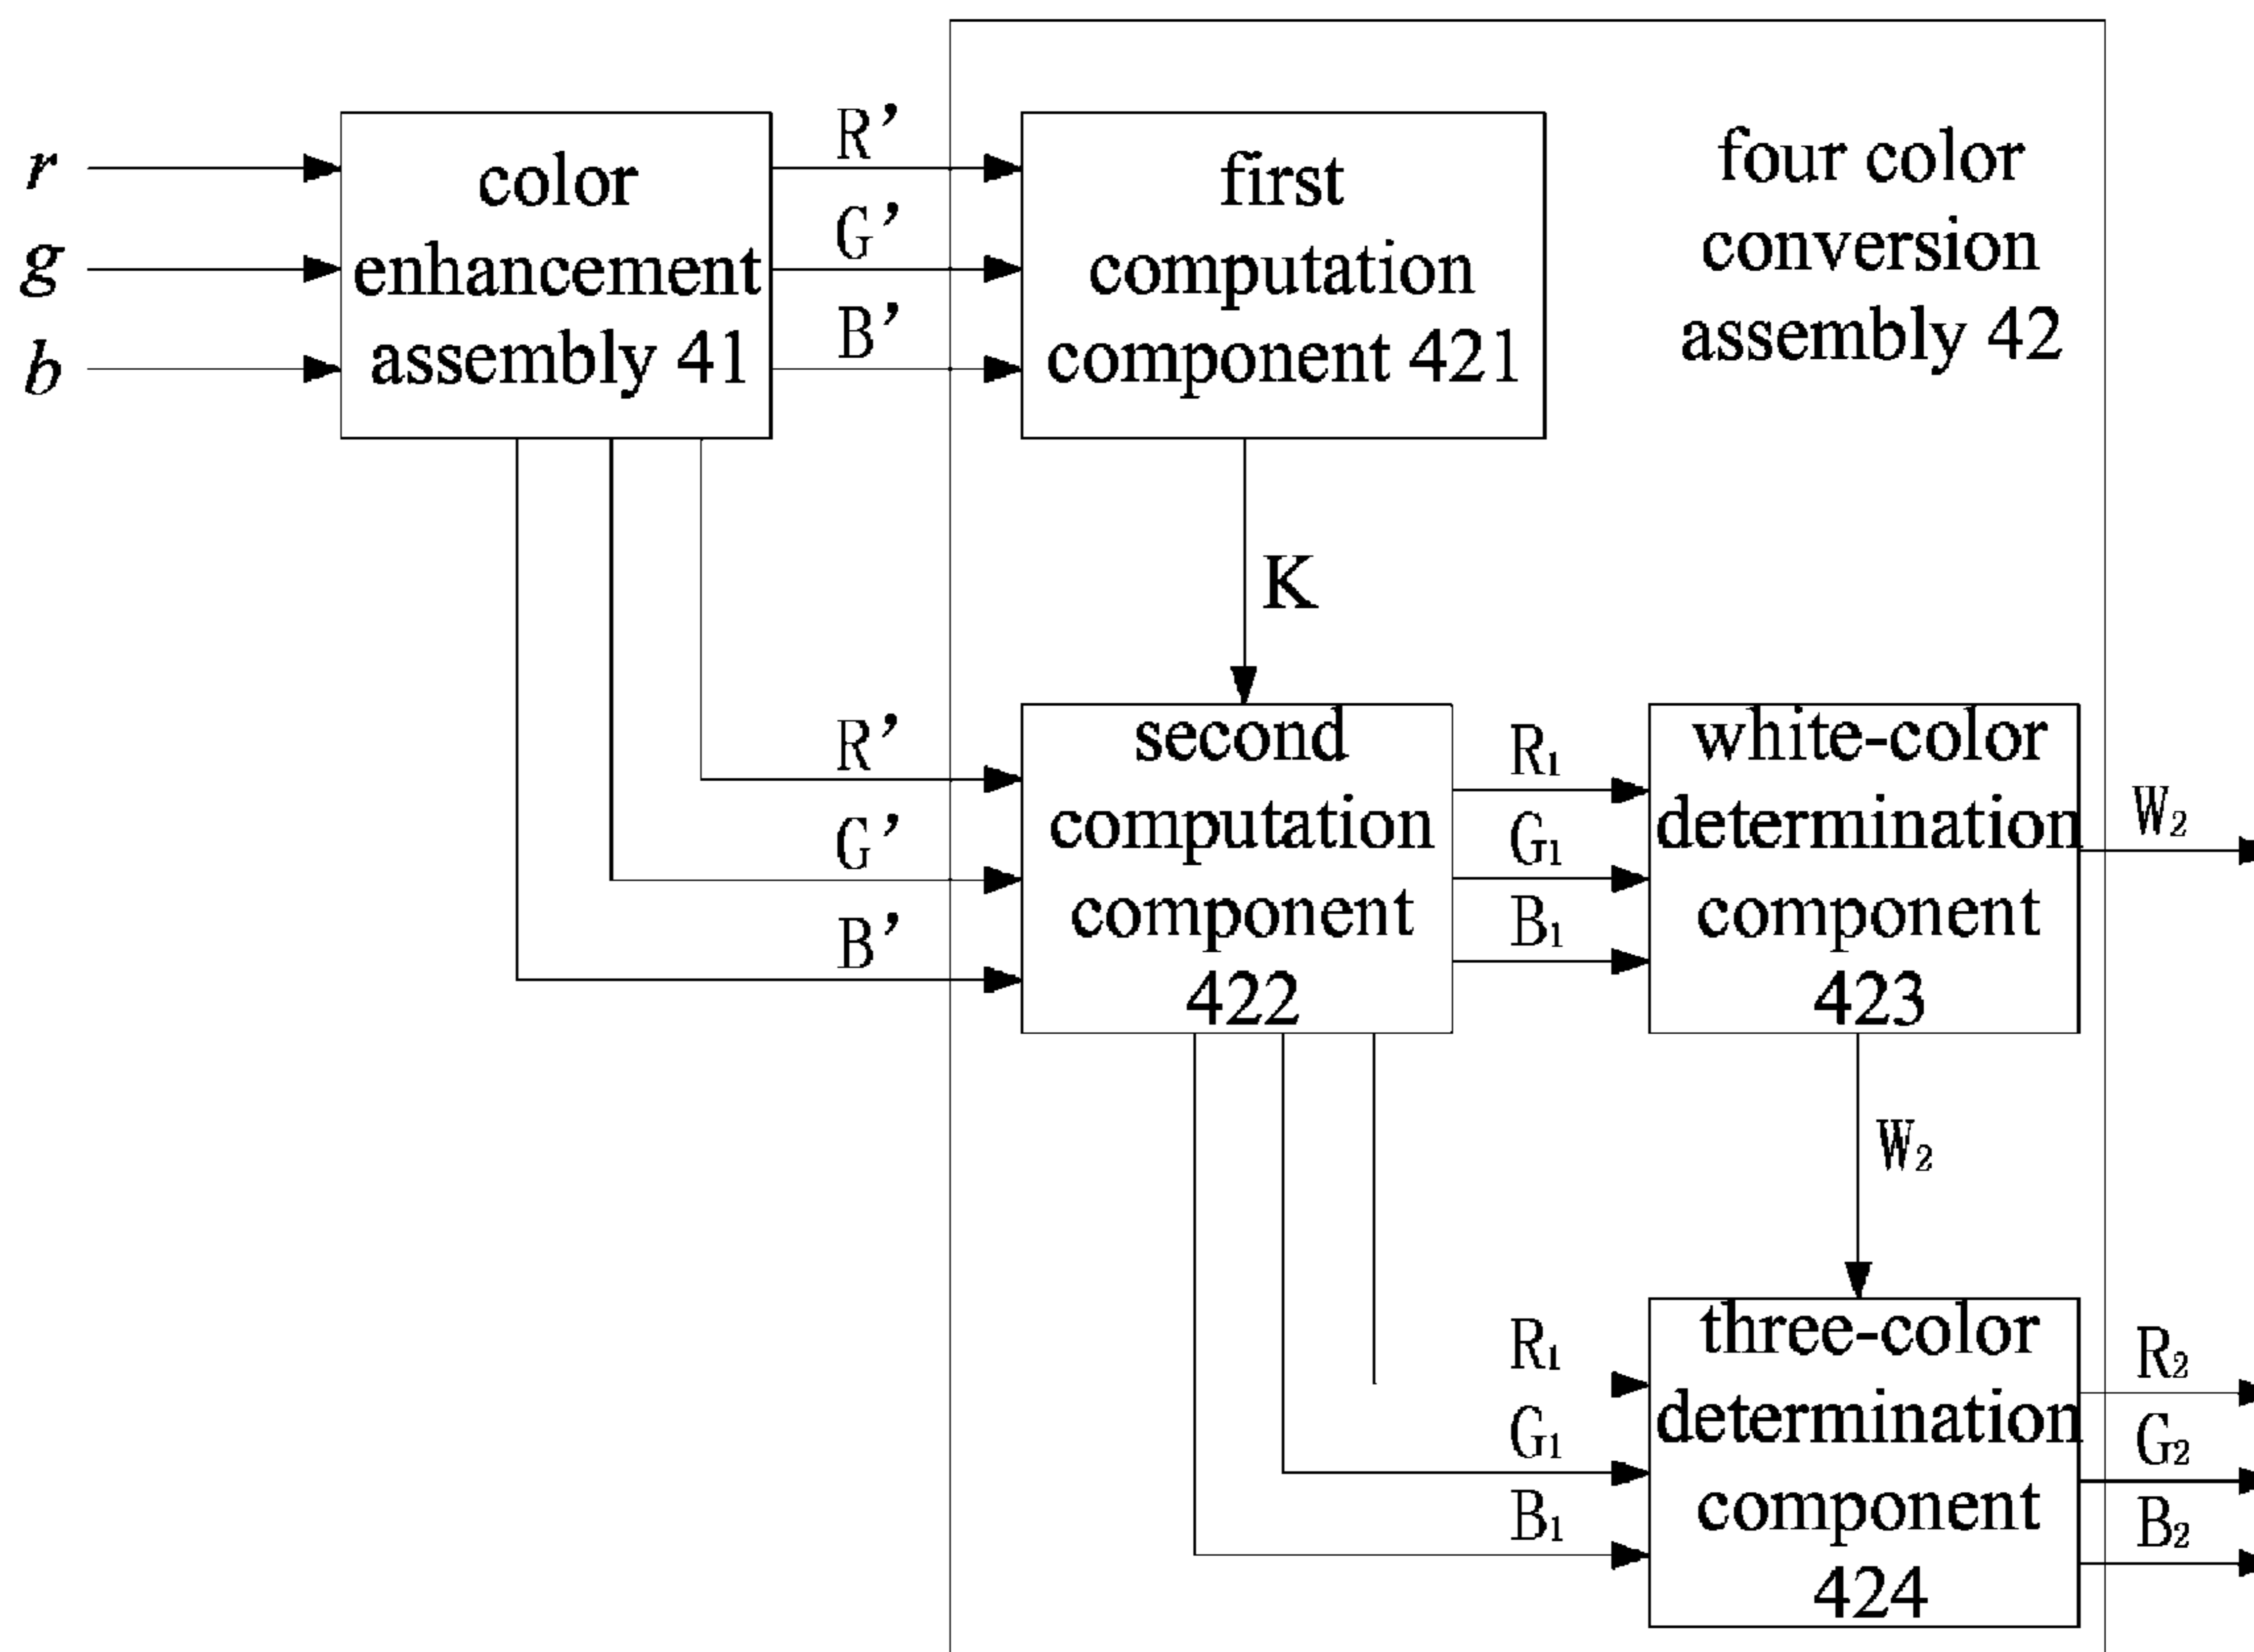 r
g
b
color
enhancement
assembly 41
R’
G’
B’
first
computation
component 421
four color
conversion
assembly 42
K
R’
G’
B’
second
computation
component
422
R₁
G₁
B₁
white-color
determination
component
423
W₂
W₂
R₁
G₁
B₁
three-color
determination
component
424
R₂
G₂
B₂